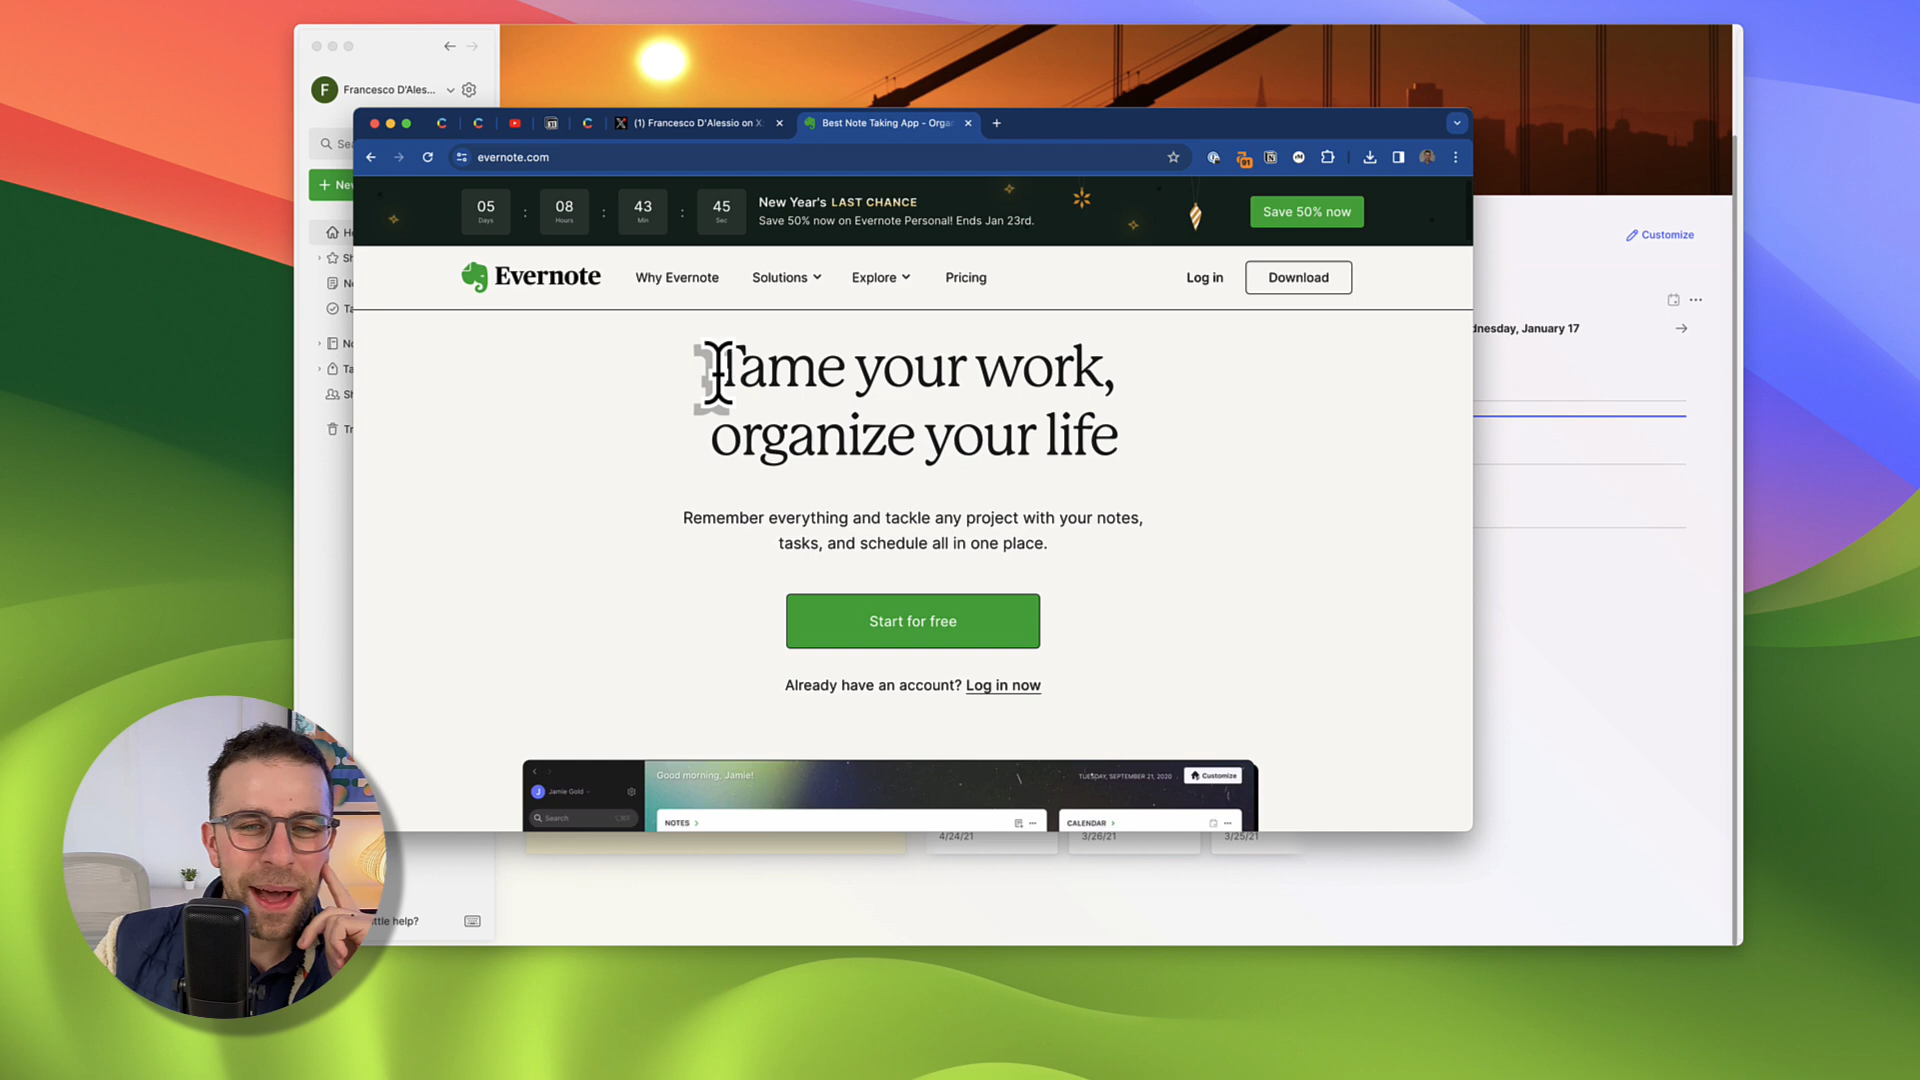 F Francesco D'Ales...
(1) Francesco D'Alessio on X
Best Note Taking App - Orga
evernote.com
05 : 08 : 43 : 45
Days Hours Min Sec
New Year's LAST CHANCE
Save 50% now on Evernote Personal! Ends Jan 23rd.
Save 50% now
Evernote
Why Evernote
Solutions
Explore
Pricing
Log in
Download
Customize
January 17
Tame your work,
organize your life
Remember everything and tackle any project with your notes,
tasks, and schedule all in one place.
Start for free
Already have an account? Log in now
Good morning, Jamie!
TUESDAY, SEPTEMBER 21, 2020
Customize
J Jamie Gold
Search
NOTES
CALENDAR
4/24/21
3/26/21
3/25/21
help?